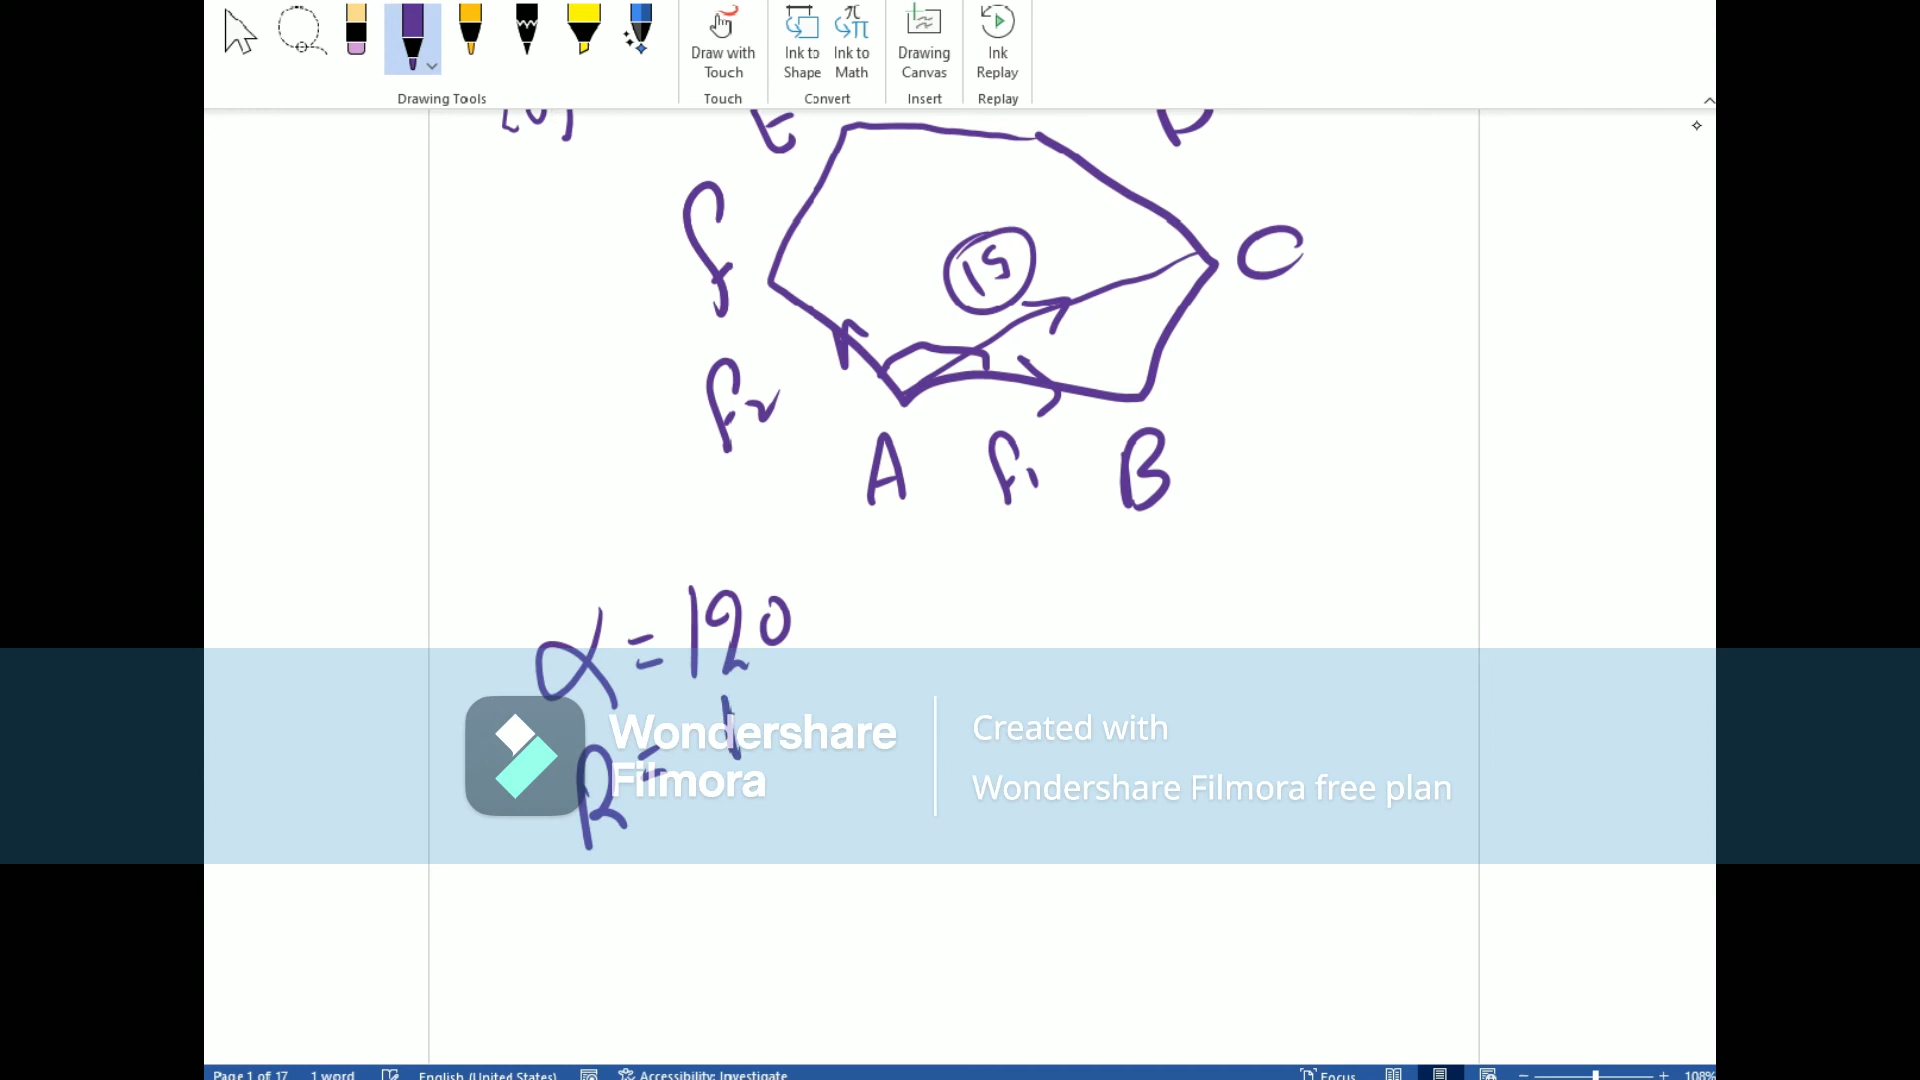 Draw with Touch
Ink to Shape
Ink to Math
Drawing Canvas
Ink Replay
Drawing Tools
Touch
Convert
Insert
Replay
E
D
f
15
C
f2
A
f1
B
α = 120
R =
Wondershare Filmora
Created with
Wondershare Filmora free plan
Page 1 of 17
1 word
English (United States)
Accessibility: Investigate
Focus
108%